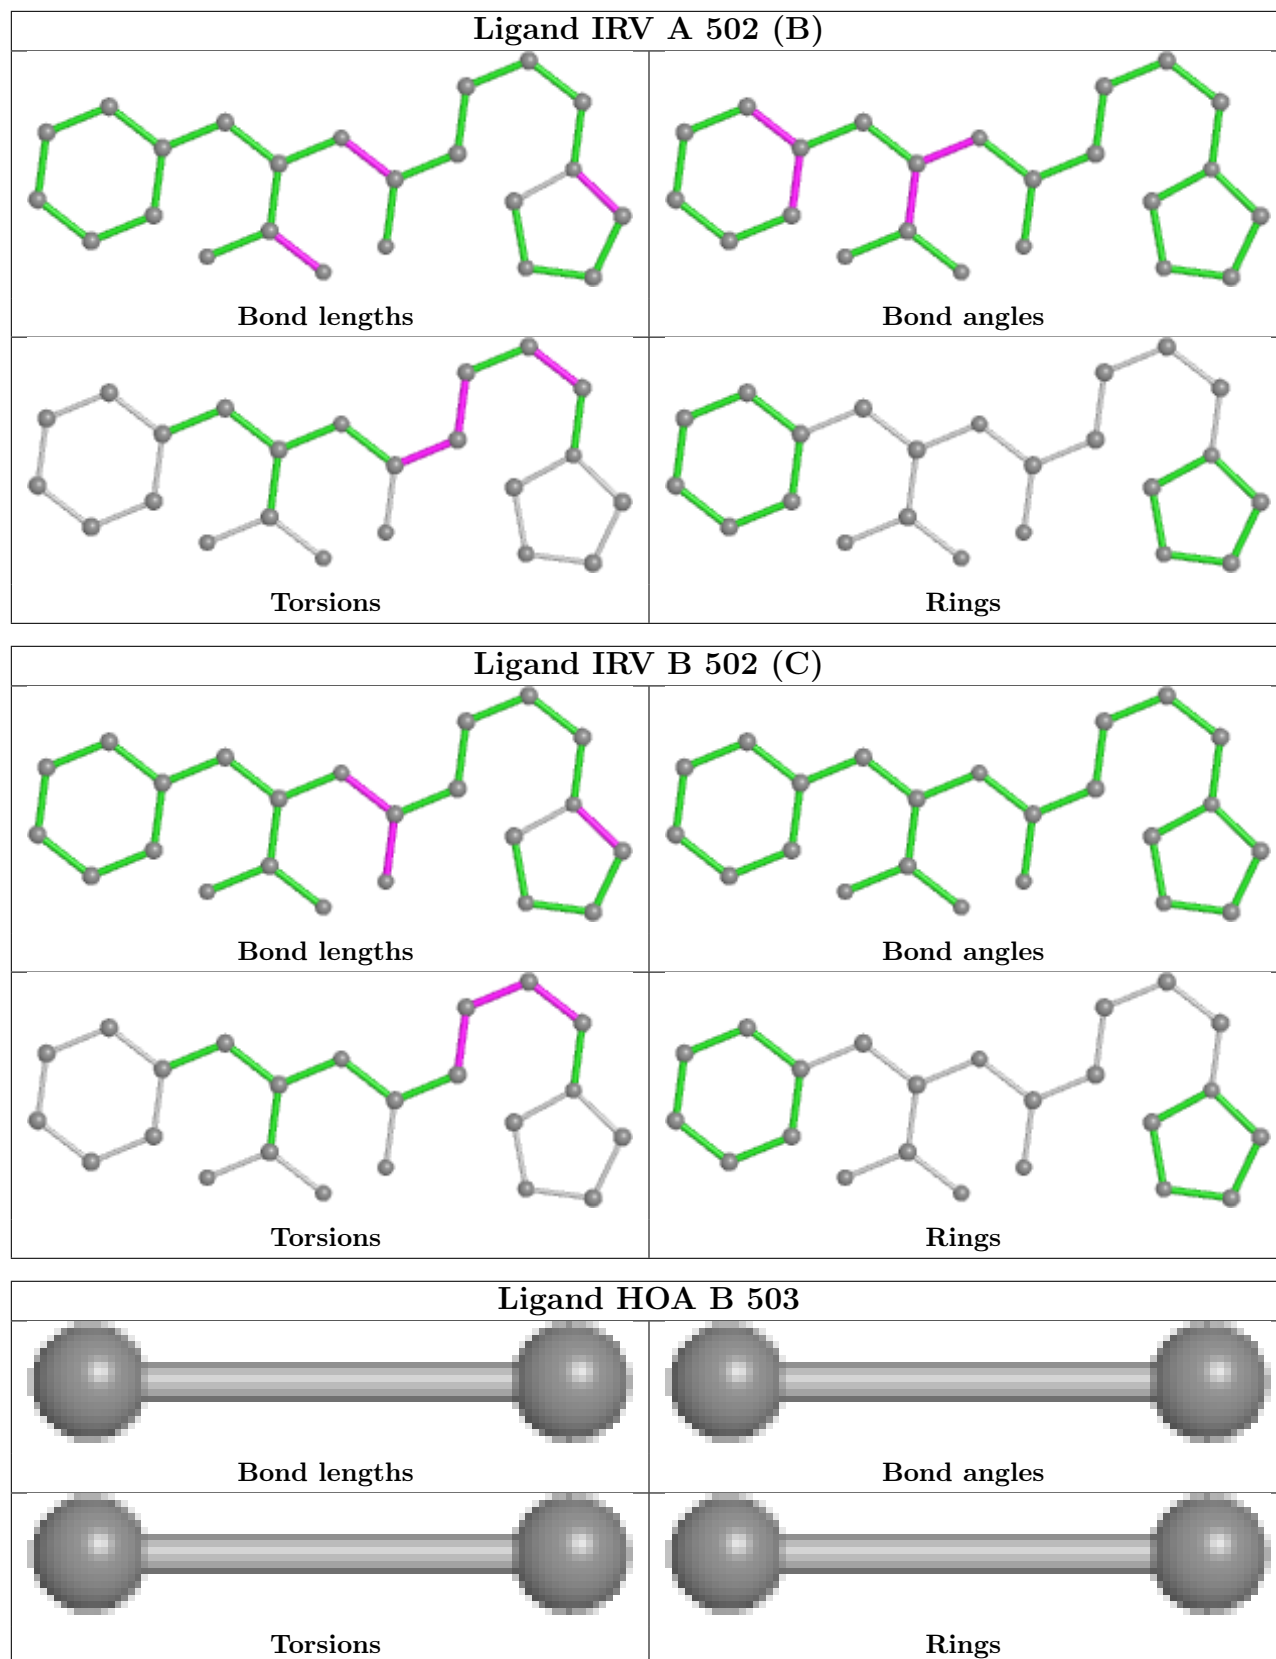 Ligand IRV A 502 (B)
Bond lengths
Bond angles
Torsions
Rings
Ligand IRV B 502 (C)
Bond lengths
Bond angles
Torsions
Rings
Ligand HOA B 503
Bond lengths
Bond angles
Torsions
Rings